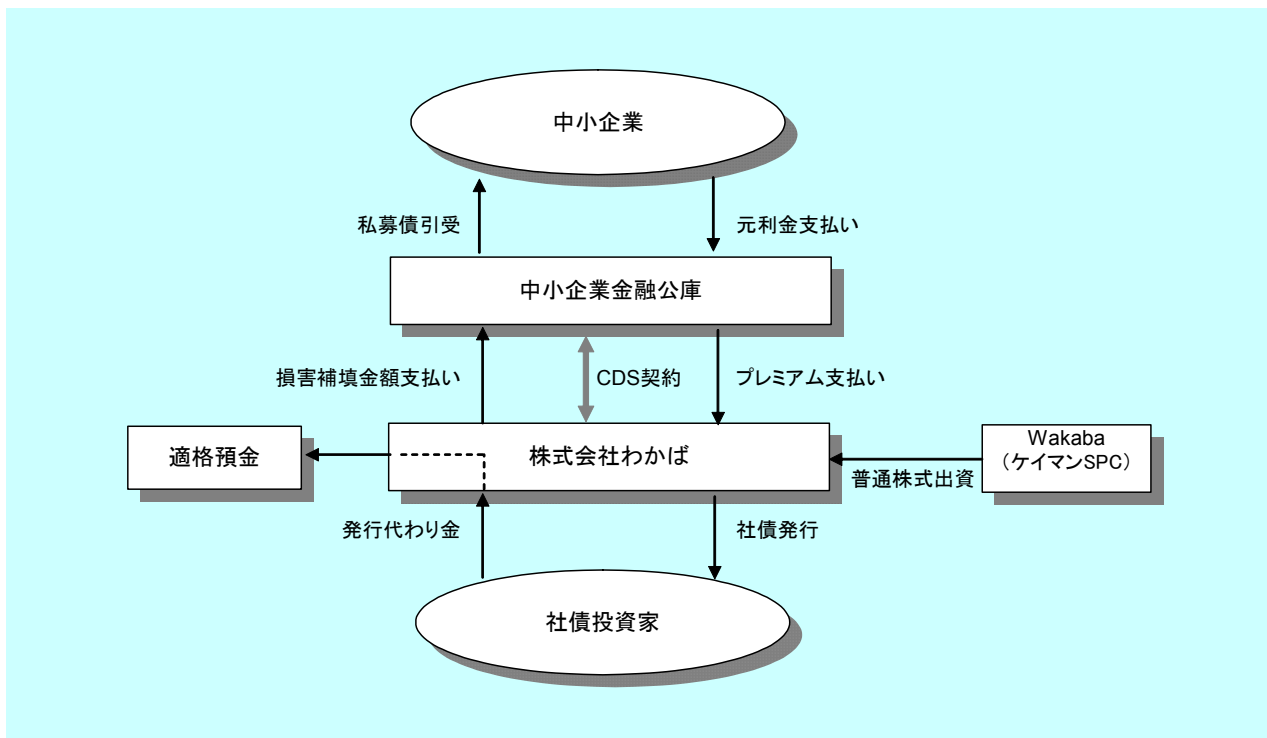 中小企業
私募債引受
元利金支払い
中小企業金融公庫
損害補填金額支払い
CDS契約
プレミアム支払い
適格預金
株式会社わかば
Wakaba
（ケイマンSPC）
普通株式出資
発行代わり金
社債発行
社債投資家